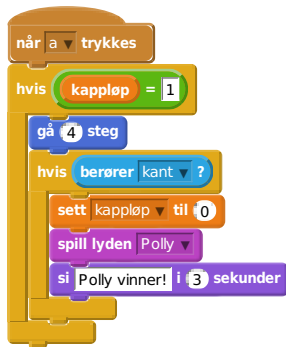 når a trykkes
hvis kappløp = 1
gå 4 steg
hvis berører kant ?
sett kappløp til 0
spill lyden Polly
si Polly vinner! i 3 sekunder